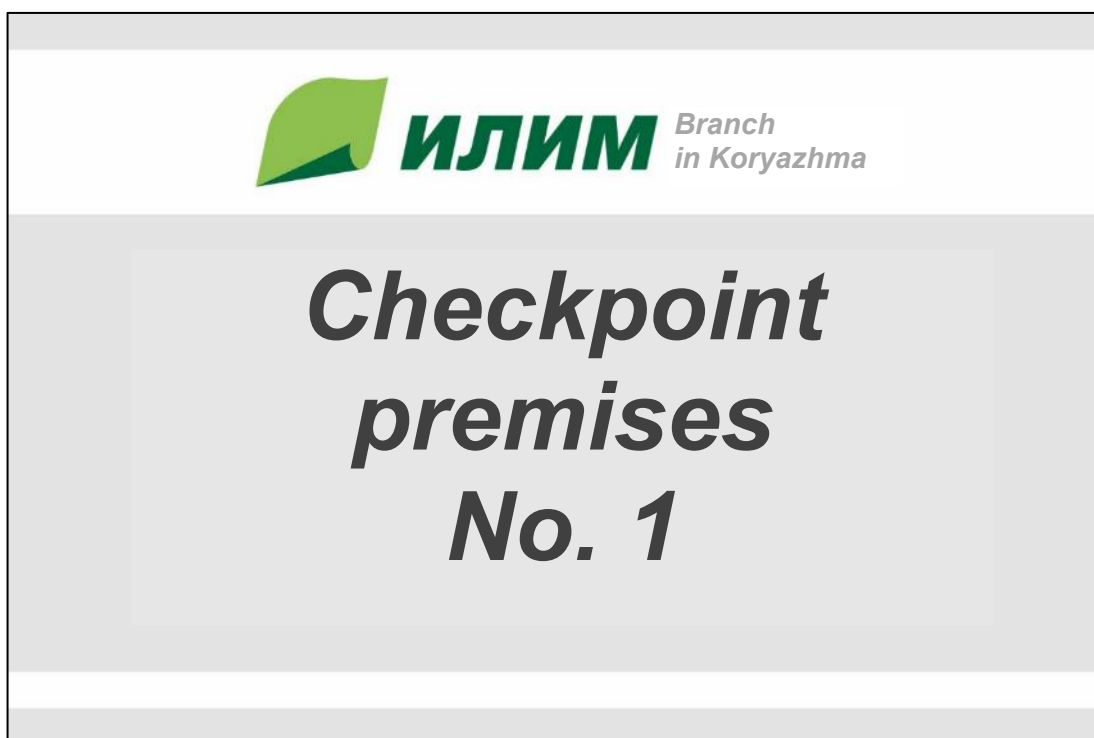 ИЛИМ
Branch
in Koryazhma
Checkpoint
premises
No. 1